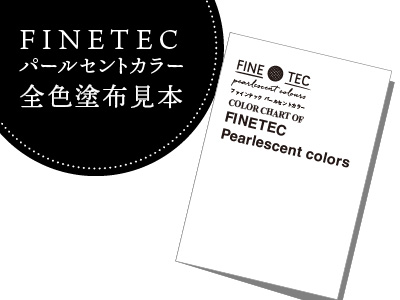 FINETEC
パールセントカラー
全色塗布見本
FINE TEC
pearlescent colours
ファインテック パールセントカラー
COLOR CHART OF
FINETEC
Pearlescent colors